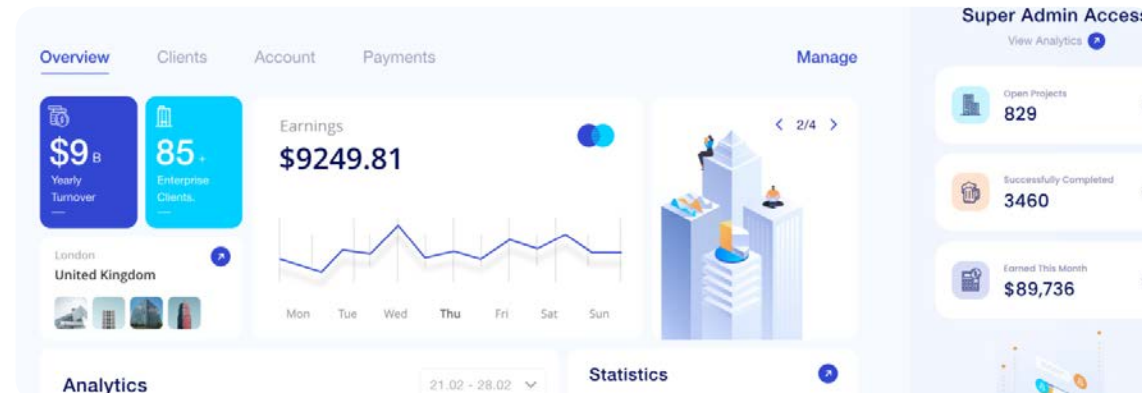 Overview Clients Account Payments Manage
$9 B
Yearly
Turnover
85+
Enterprise
Clients.
London
United Kingdom
Earnings
$9249.81
Mon Tue Wed Thu Fri Sat Sun
2/4
Analytics
21.02 - 28.02
Statistics
Super Admin Access
View Analytics
Open Projects
829
Successfully Completed
3460
Earned This Month
$89,736